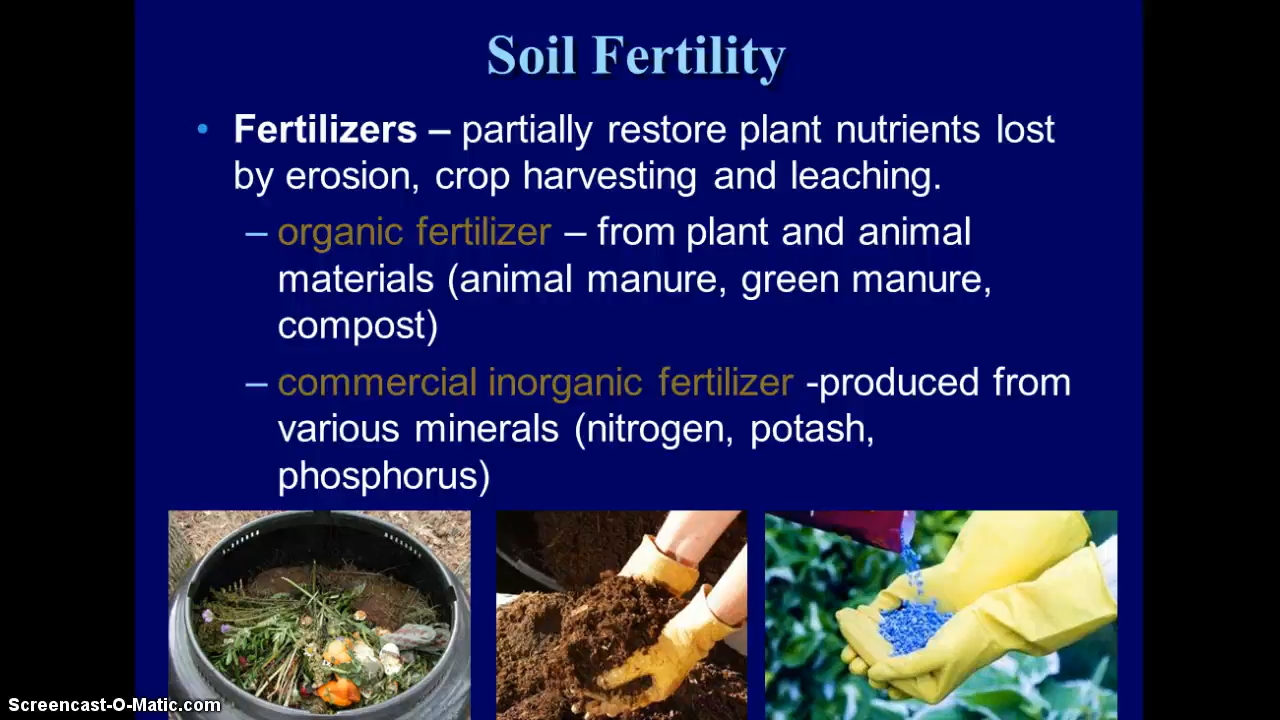 Soil Fertility
• Fertilizers – partially restore plant nutrients lost
by erosion, crop harvesting and leaching.
– organic fertilizer – from plant and animal
materials (animal manure, green manure,
compost)
– commercial inorganic fertilizer -produced from
various minerals (nitrogen, potash,
phosphorus)
Screencast-O-Matic.com